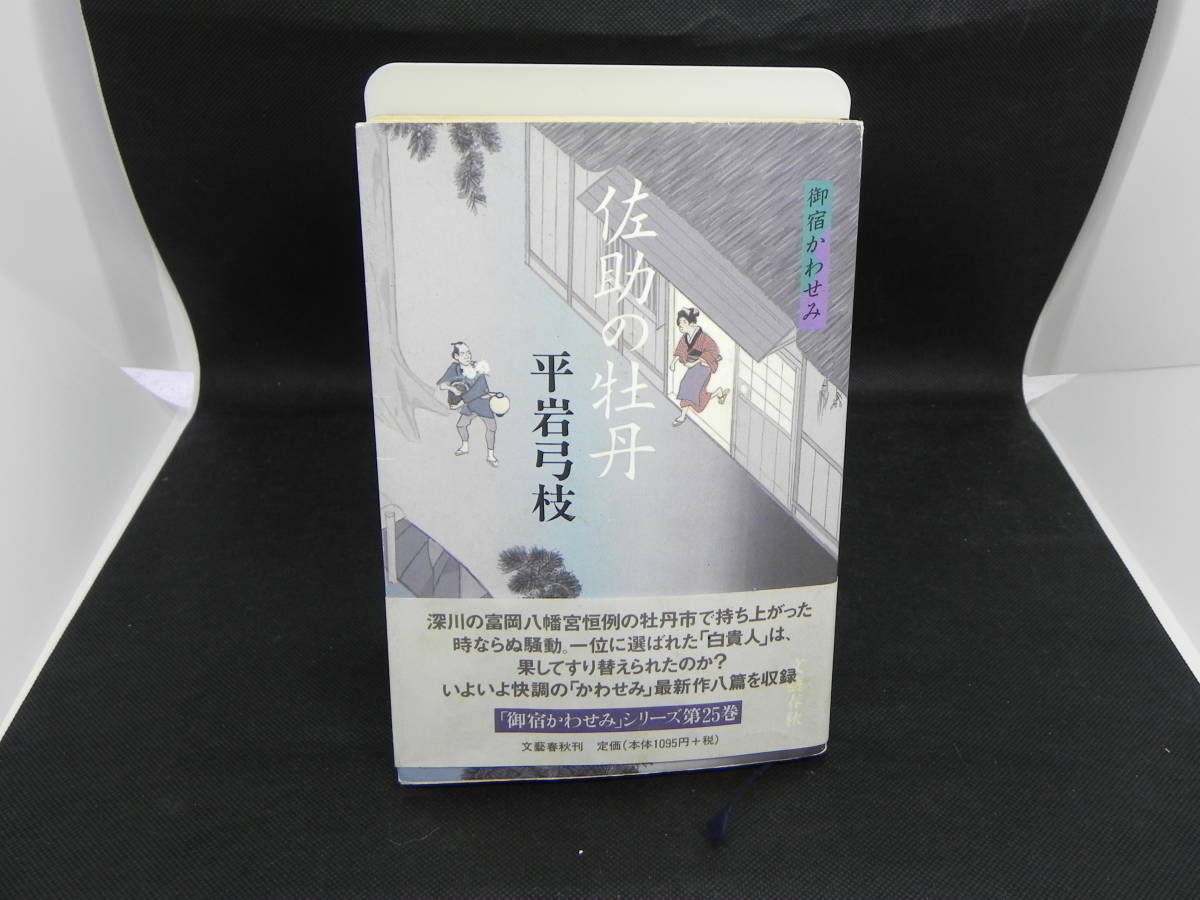 御宿かわせみ
佐助の牡丹
平岩弓枝
深川の富岡八幡宮恒例の牡丹市で持ち上がった
時ならぬ騒動。一位に選ばれた「白貴人」は、
果してすり替えられたのか?
いよいよ快調の「かわせみ」最新作八篇を収録
文藝春秋
「御宿かわせみ」シリーズ第25巻
文藝春秋刊 定価(本体1095円+税)